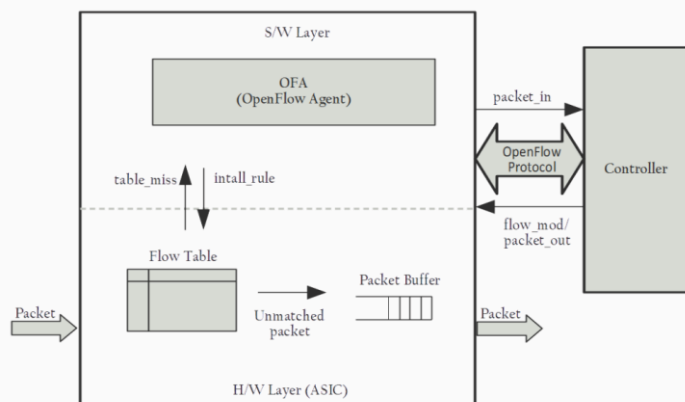 S/W Layer
OFA
(OpenFlow Agent)
packet_in
OpenFlow
Protocol
Controller
table_miss
intall_rule
flow_mod/
packet_out
Flow Table
Packet Buffer
Packet
Unmatched
packet
Packet
H/W Layer (ASIC)